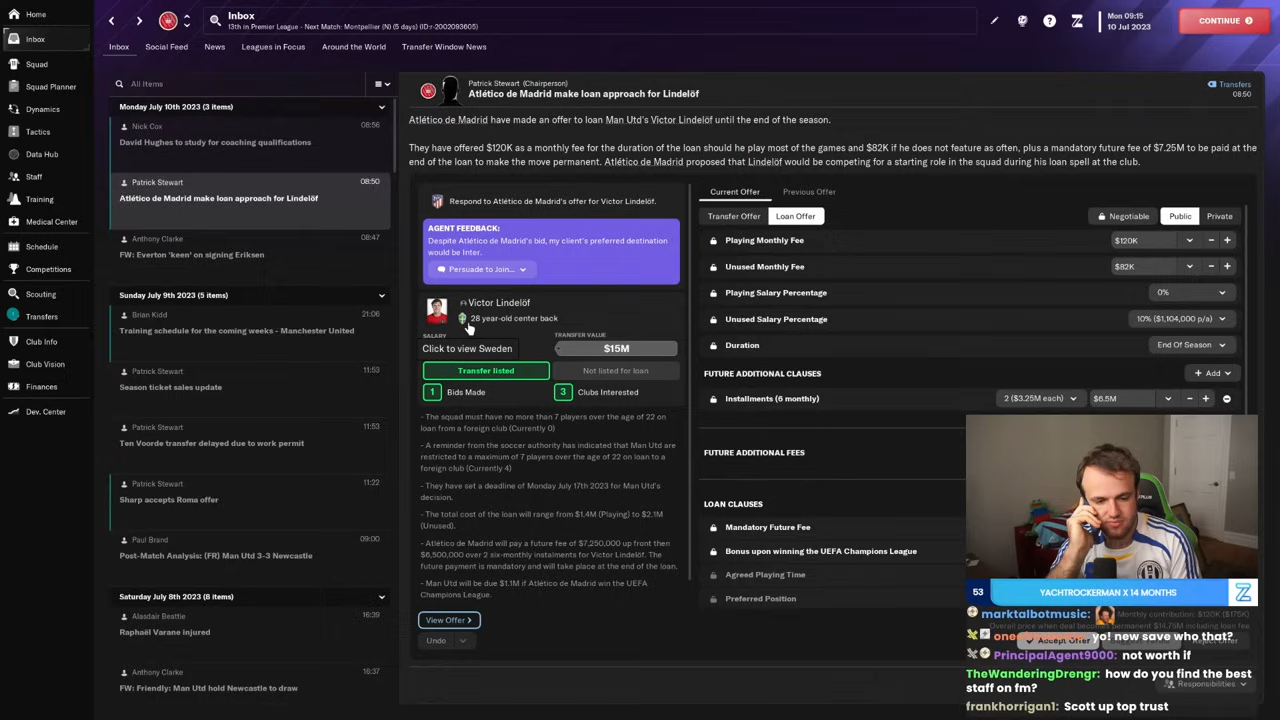 Home
Inbox
Squad
Squad Planner
Dynamics
Tactics
Data Hub
Staff
Training
Medical Center
Schedule
Competitions
Scouting
Transfers
Club Info
Club Vision
Finances
Dev. Center
Inbox
13th in Premier League - Next Match: Montpellier (N) (5 days) (ID:r-2002093605)
Mon 09:15
10 Jul 2023
CONTINUE
Inbox
Social Feed
News
Leagues in Focus
Around the World
Transfer Window News
All Items
Monday July 10th 2023 (3 items)
Nick Cox 08:56
David Hughes to study for coaching qualifications
Patrick Stewart 08:50
Atlético de Madrid make loan approach for Lindelöf
Anthony Clarke 08:47
FW: Everton 'keen' on signing Eriksen
Sunday July 9th 2023 (5 items)
Brian Kidd 21:06
Training schedule for the coming weeks - Manchester United
Patrick Stewart 11:53
Season ticket sales update
Patrick Stewart 11:53
Ten Voorde transfer delayed due to work permit
Patrick Stewart 11:22
Sharp accepts Roma offer
Paul Brand 09:00
Post-Match Analysis: (FR) Man Utd 3-3 Newcastle
Saturday July 8th 2023 (8 items)
Alasdair Beattie 16:39
Raphaël Varane injured
Anthony Clarke 16:37
FW: Friendly: Man Utd hold Newcastle to draw
Patrick Stewart (Chairperson)
Atlético de Madrid make loan approach for Lindelöf
Transfers
08:50
Atlético de Madrid have made an offer to loan Man Utd's Victor Lindelöf until the end of the season.
They have offered $120K as a monthly fee for the duration of the loan should he play most of the games and $82K if he does not feature as often, plus a mandatory future fee of $7.25M to be paid at
the end of the loan to make the move permanent. Atlético de Madrid proposed that Lindelöf would be competing for a starting role in the squad during his loan spell at the club.
Respond to Atlético de Madrid's offer for Victor Lindelöf.
AGENT FEEDBACK:
Despite Atlético de Madrid's bid, my client's preferred destination
would be Inter.
Persuade to Join...
Victor Lindelöf
28 year-old center back
SALARY
TRANSFER VALUE
Click to view Sweden
$15M
Transfer listed
Not listed for loan
1 Bids Made
3 Clubs Interested
- The squad must have no more than 7 players over the age of 22 on
loan from a foreign club (Currently 0)
- A reminder from the soccer authority has indicated that Man Utd are
restricted to a maximum of 7 players over the age of 22 on loan to a
foreign club (Currently 4)
- They have set a deadline of Monday July 17th 2023 for Man Utd's
decision.
- The total cost of the loan will range from $1.4M (Playing) to $2.1M
(Unused).
- Atlético de Madrid will pay a future fee of $7,250,000 up front then
$6,500,000 over 2 six-monthly instalments for Victor Lindelöf. The
future payment is mandatory and will take place at the end of the loan.
- Man Utd will be due $1.1M if Atlético de Madrid win the UEFA
Champions League.
View Offer
Undo
Current Offer
Previous Offer
Transfer Offer
Loan Offer
Negotiable
Public
Private
Playing Monthly Fee $120K
Unused Monthly Fee $82K
Playing Salary Percentage 0%
Unused Salary Percentage 10% ($1,104,000 p/a)
Duration End Of Season
FUTURE ADDITIONAL CLAUSES
+ Add
Installments (6 monthly) 2 ($3.25M each) $6.5M
FUTURE ADDITIONAL FEES
LOAN CLAUSES
Mandatory Future Fee
Bonus upon winning the UEFA Champions League
Agreed Playing Time
Preferred Position
53 YACHTROCKERMAN X 14 MONTHS
Monthly contribution: $120K ($175K)
Overall price when deal becomes permanent $14.75M including loan fee
Accept Offer
Reject Offer
Responsibilities
marktalbotmusic:
yo! new save who that?
PrincipalAgent9000: not worth if
TheWanderingDrengr: how do you find the best
staff on fm?
frankhorrigan1: Scott up top trust